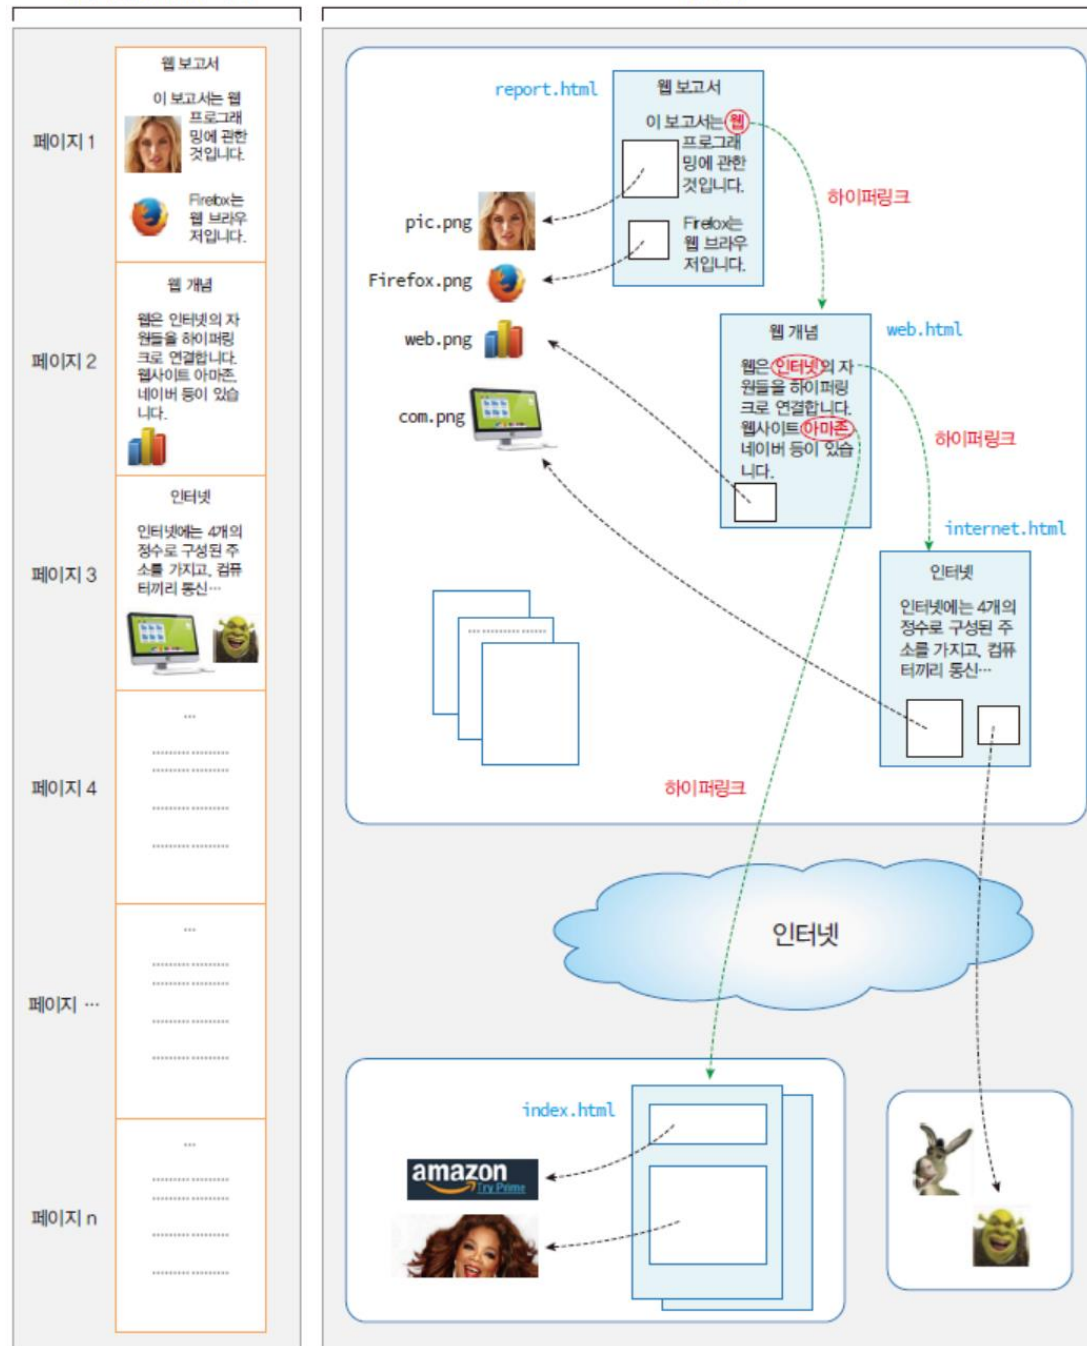 페이지 1
웹 보고서
이 보고서는 웹
프로그래
밍에 관한
것입니다.
Firefox는
웹 브라우
저입니다.
페이지 2
웹 개념
웹은 인터넷의 자
원들을 하이퍼링
크로 연결합니다.
웹사이트 아마존,
네이버 등이 있습
니다.
페이지 3
인터넷
인터넷에는 4개의
정수로 구성된 주
소를 가지고, 컴퓨
터끼리 통신…
페이지 4
...
페이지 …
...
페이지 n
...
report.html
웹 보고서
이 보고서는 웹
프로그래
밍에 관한
것입니다.
Firefox는
웹 브라우
저입니다.
하이퍼링크
pic.png
Firefox.png
web.png
com.png
web.html
웹 개념
웹은 인터넷의 자
원들을 하이퍼링
크로 연결합니다.
웹사이트 아마존,
네이버 등이 있습
니다.
하이퍼링크
internet.html
인터넷
인터넷에는 4개의
정수로 구성된 주
소를 가지고, 컴퓨
터끼리 통신…
하이퍼링크
인터넷
index.html
amazon
Try Prime